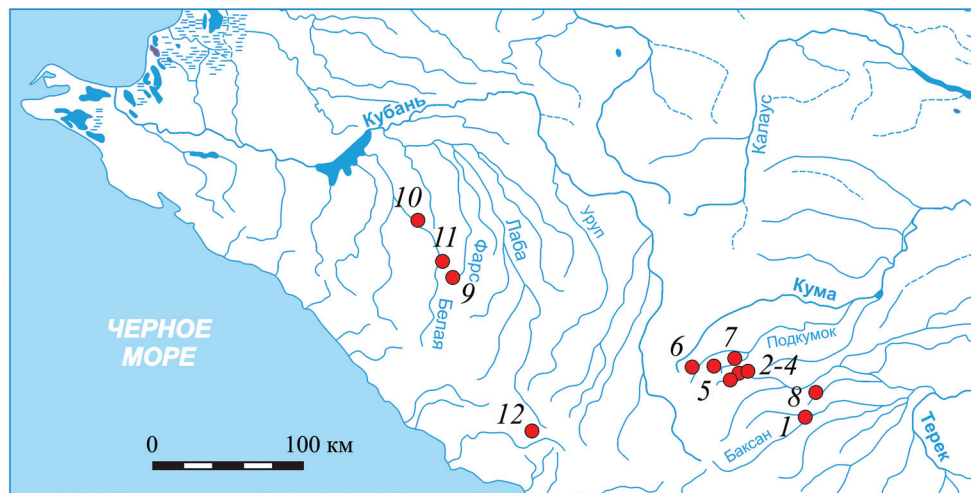 Кубань
Калаус
10
Уруп
11
Фарс
Лаба
9
Белая
Кума
ЧЕРНОЕ
МОРЕ
7
Подкумок
6
2-4
5
8
12
1
Баксан
Терек
0
100 км